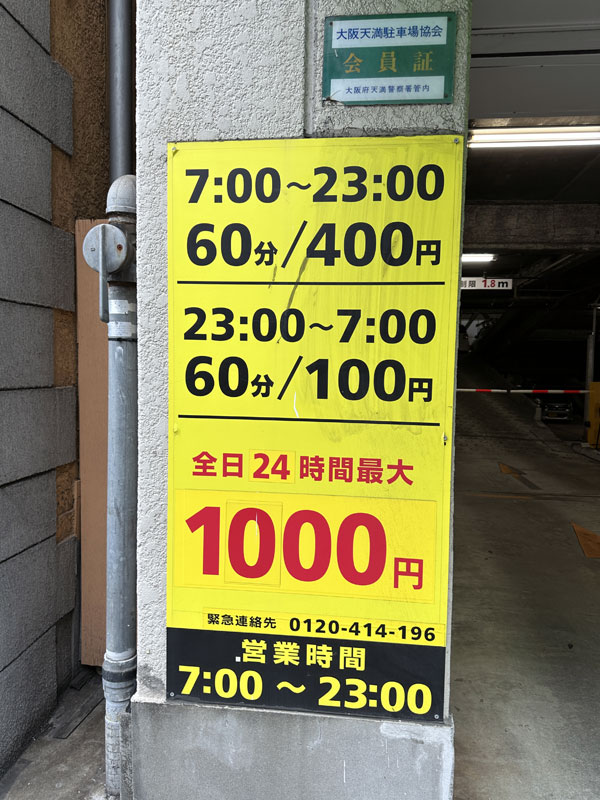 大阪天満駐車場協会
会員証
大阪府天満警察署管内
7:00～23:00
60分/400円
23:00～7:00
60分/100円
全日24時間最大
1000円
緊急連絡先 0120-414-196
営業時間
7:00 ～ 23:00
制限 1.8m